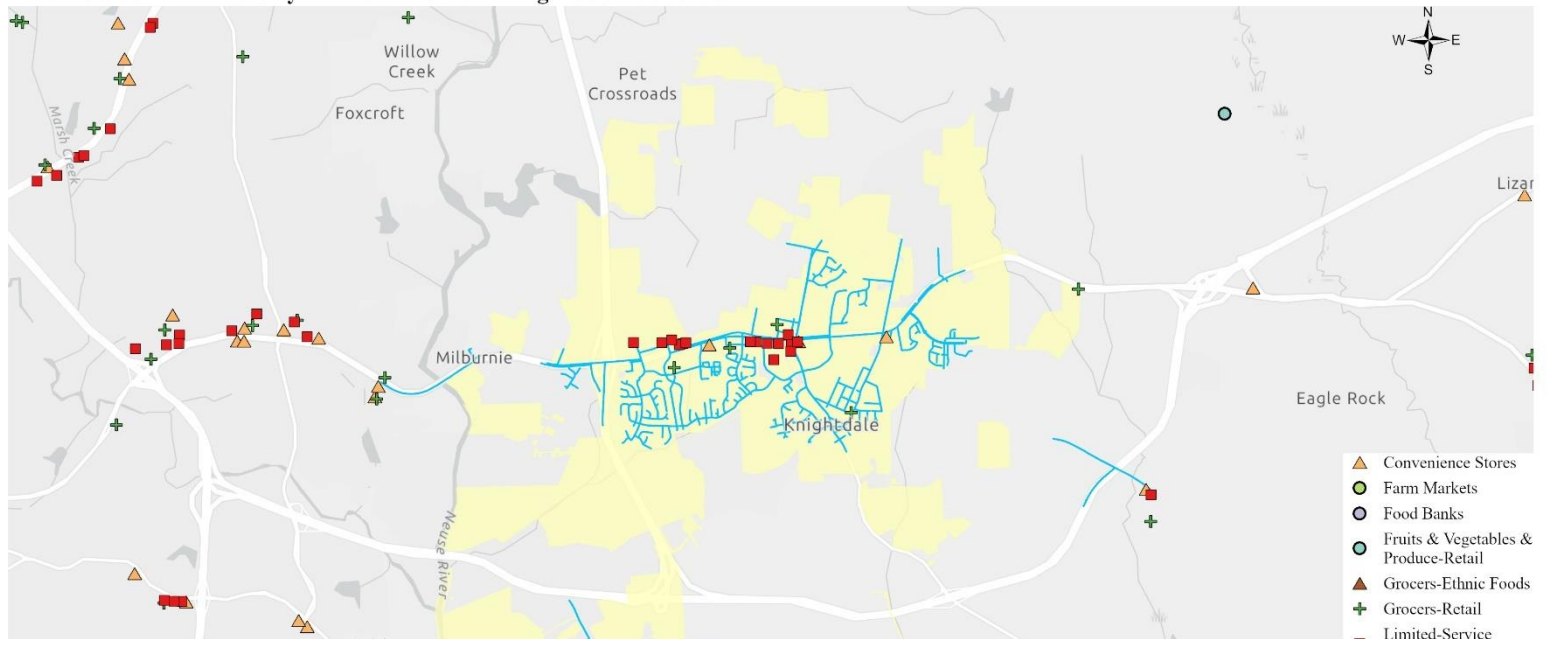 N
W E
S
Willow
Creek
Pet
Crossroads
Foxcroft
Marsh Creek
Lizar
Milburnie
Eagle Rock
Knightdale
Neuse River
Convenience Stores
Farm Markets
Food Banks
Fruits & Vegetables &
Produce-Retail
Grocers-Ethnic Foods
Grocers-Retail
Limited-Service